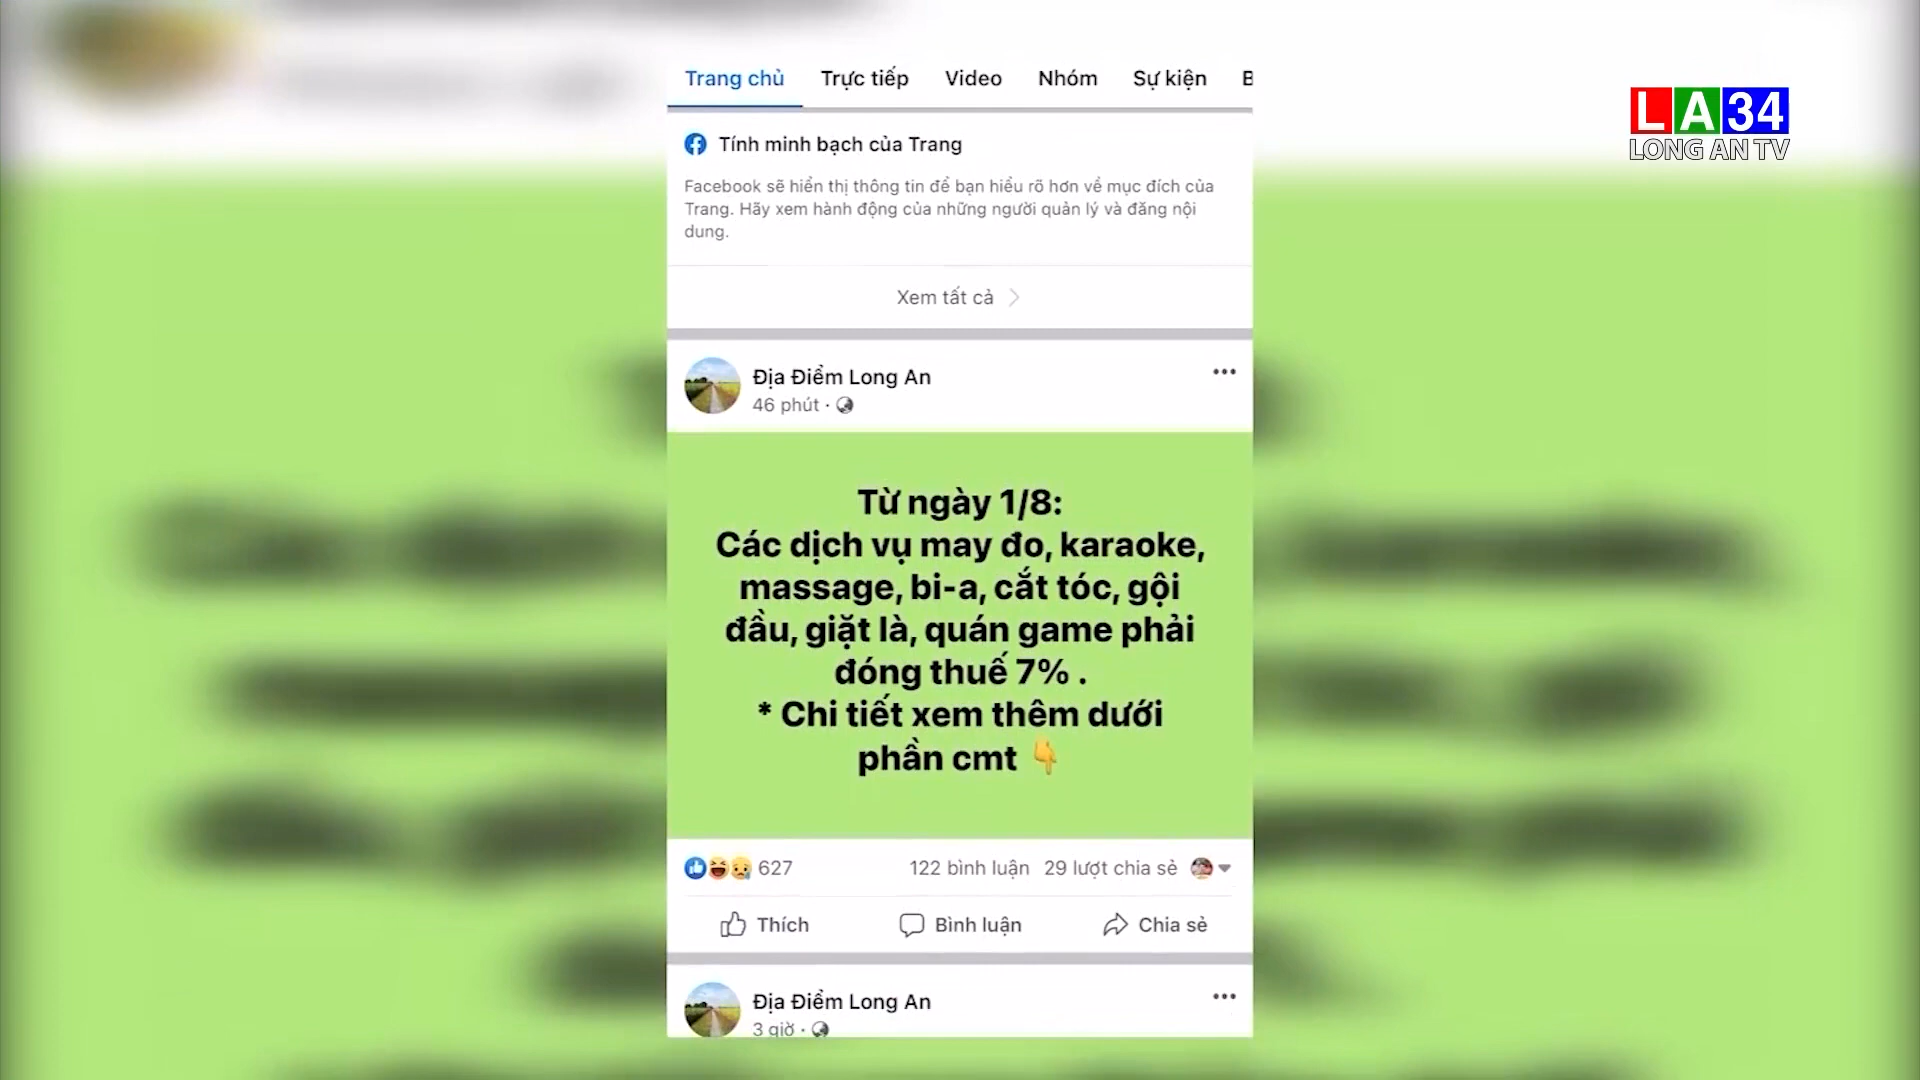 Trang chủ Trực tiếp Video Nhóm Sự kiện B
LA34
LONG AN TV
Tính minh bạch của Trang
Facebook sẽ hiển thị thông tin để bạn hiểu rõ hơn về mục đích của
Trang. Hãy xem hành động của những người quản lý và đăng nội
dung.
Xem tất cả
Địa Điểm Long An
46 phút ·
Từ ngày 1/8:
Các dịch vụ may đo, karaoke,
massage, bi-a, cắt tóc, gội
đầu, giặt là, quán game phải
đóng thuế 7% .
* Chi tiết xem thêm dưới
phần cmt 👇
627 122 bình luận 29 lượt chia sẻ
Thích Bình luận Chia sẻ
Địa Điểm Long An
3 giờ ·